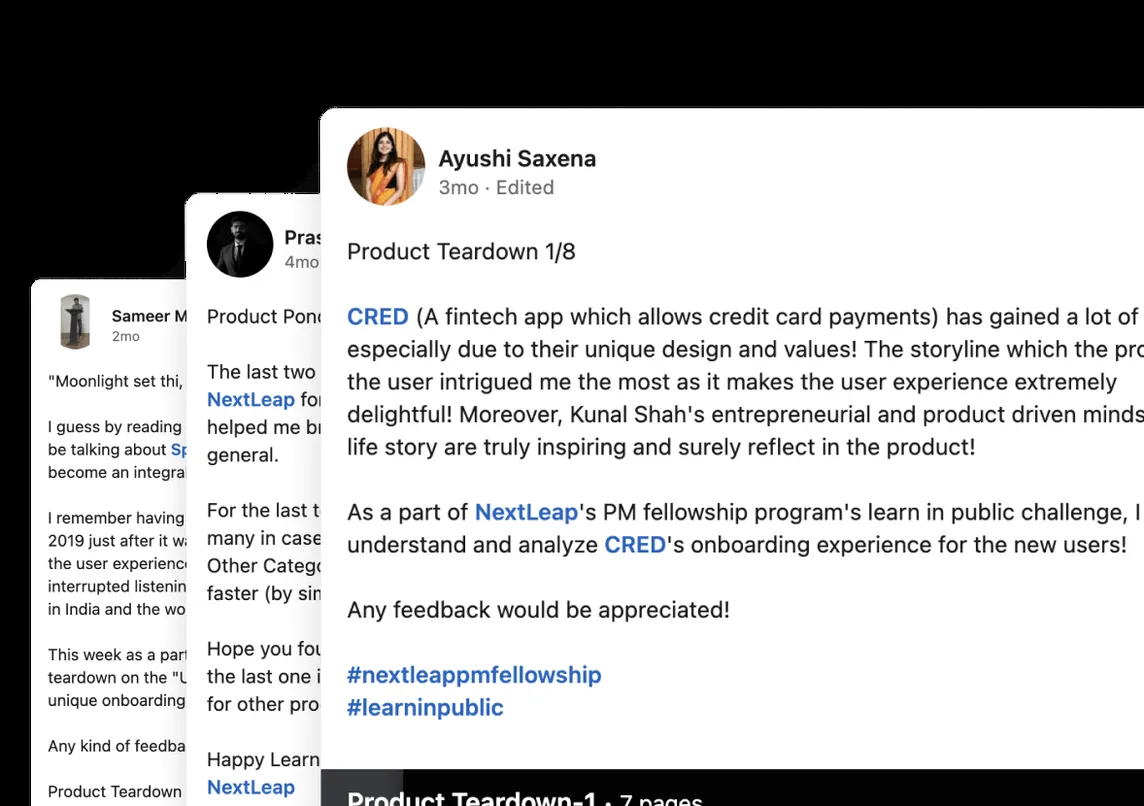 Ayushi Saxena
3mo · Edited
Product Teardown 1/8
CRED (A fintech app which allows credit card payments) has gained a lot of
especially due to their unique design and values! The storyline which the pro
the user intrigued me the most as it makes the user experience extremely
delightful! Moreover, Kunal Shah's entrepreneurial and product driven minds
life story are truly inspiring and surely reflect in the product!
As a part of NextLeap's PM fellowship program's learn in public challenge, I
understand and analyze CRED's onboarding experience for the new users!
Any feedback would be appreciated!
#nextleappmfellowship
#learninpublic
Product Teardown-1 · 7 pages
Pras
4mo
Product Pond
The last two
NextLeap for
helped me br
general.
For the last t
many in case
Other Catego
faster (by sim
Hope you fou
the last one i
for other pro
Happy Learn
NextLeap
Sameer M
2mo
"Moonlight set thi,
I guess by reading
be talking about Sp
become an integra
I remember having
2019 just after it wa
the user experience
interrupted listenin
in India and the wo
This week as a part
teardown on the "U
unique onboarding
Any kind of feedba
Product Teardown